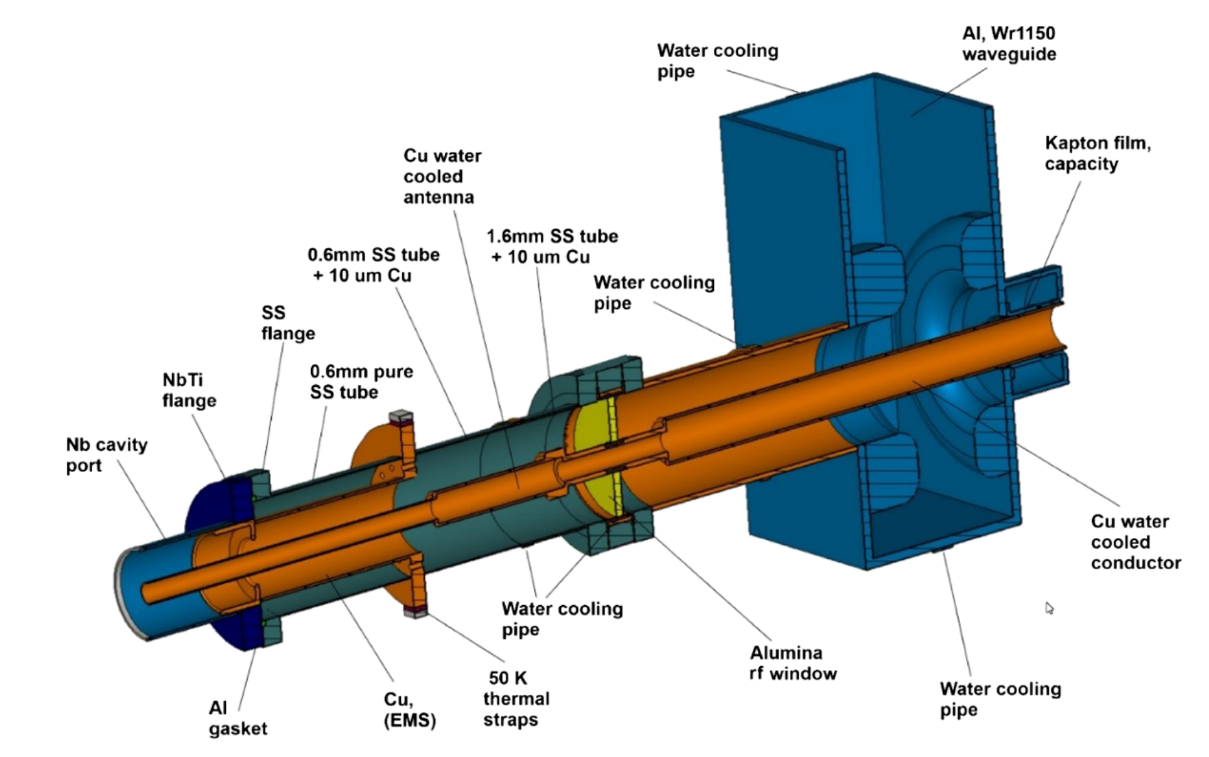 Al, Wr1150
waveguide
Water cooling
pipe
Kapton film,
capacity
Cu water
cooled
antenna
1.6mm SS tube
+ 10 um Cu
0.6mm SS tube
+ 10 um Cu
Water cooling
pipe
SS
flange
0.6mm pure
SS tube
NbTi
flange
Nb cavity
port
Cu water
cooled
conductor
Water cooling
pipe
Alumina
rf window
50 K
thermal
straps
Cu,
(EMS)
Al
gasket
Water cooling
pipe